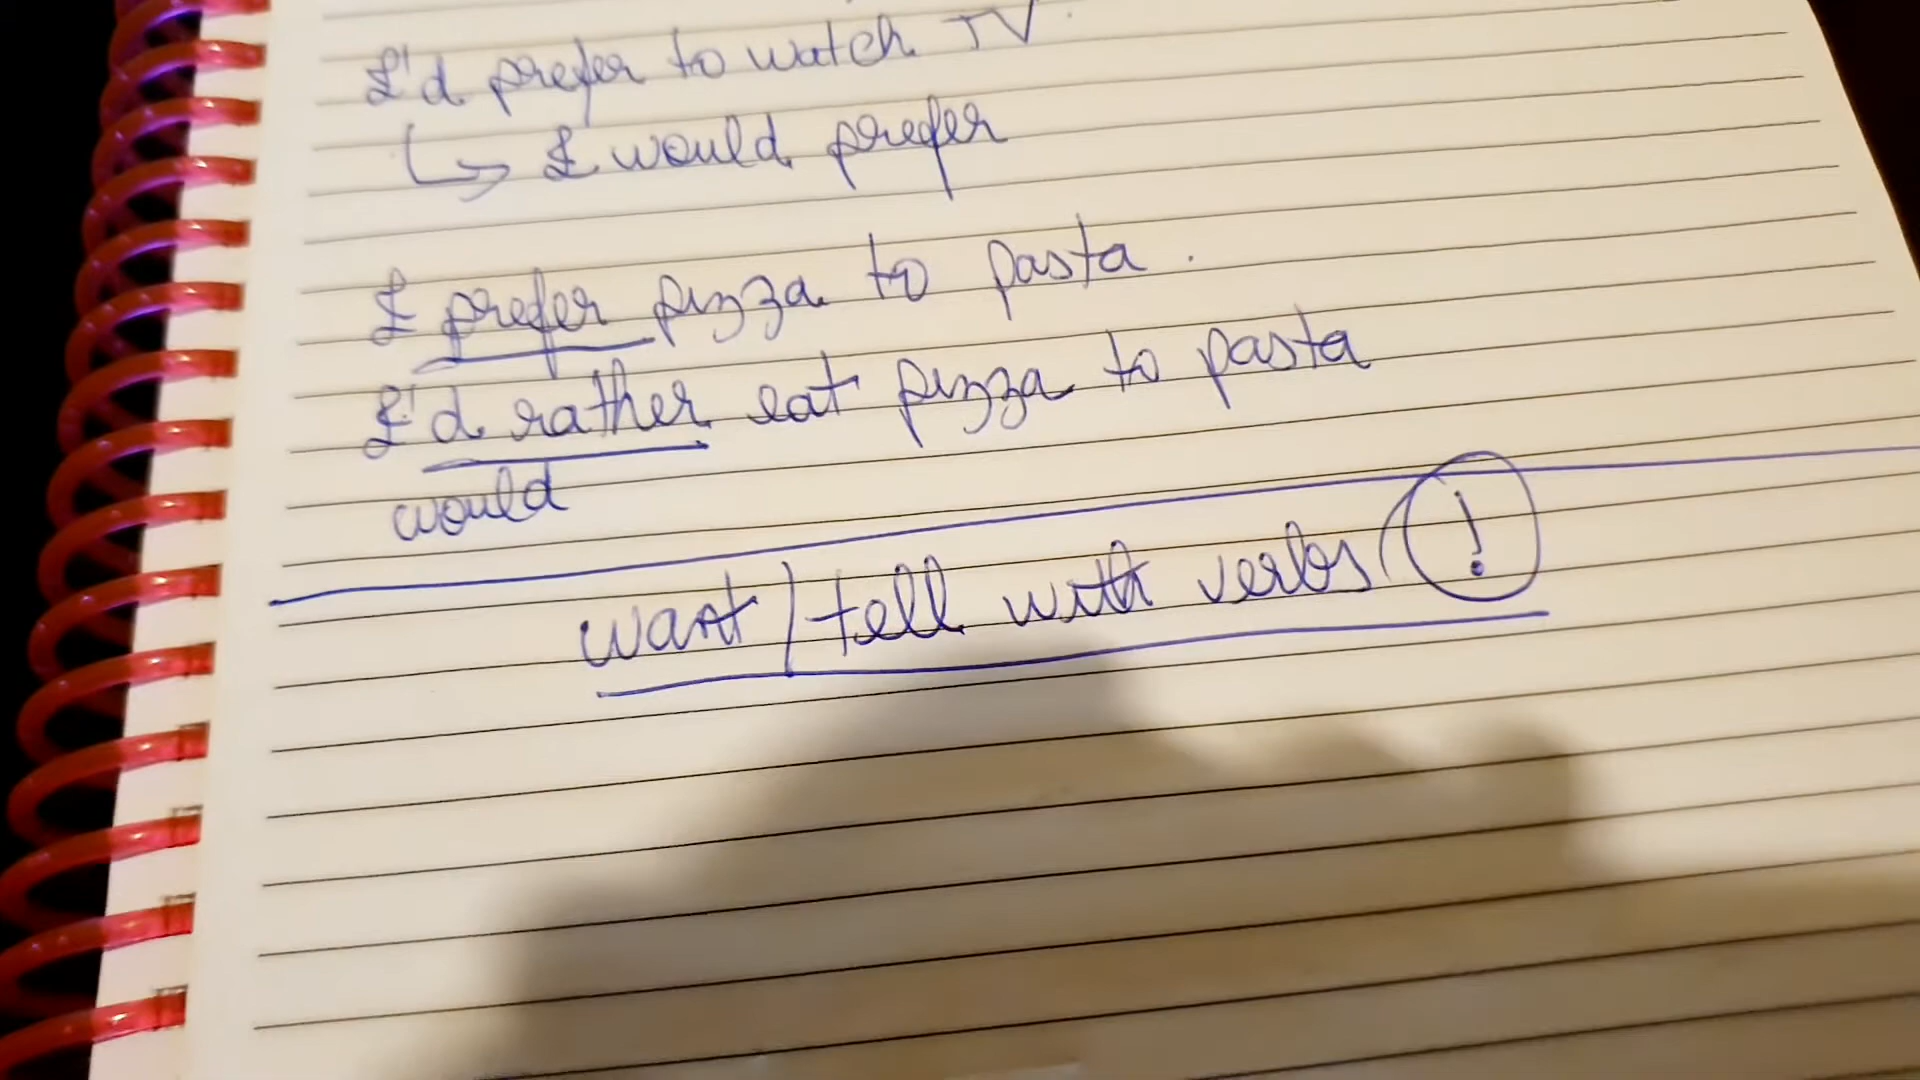 I'd prefer to watch TV.
↳ I would prefer
I prefer pizza to pasta.
I'd rather eat pizza to pasta
would
want/tell with verbs !